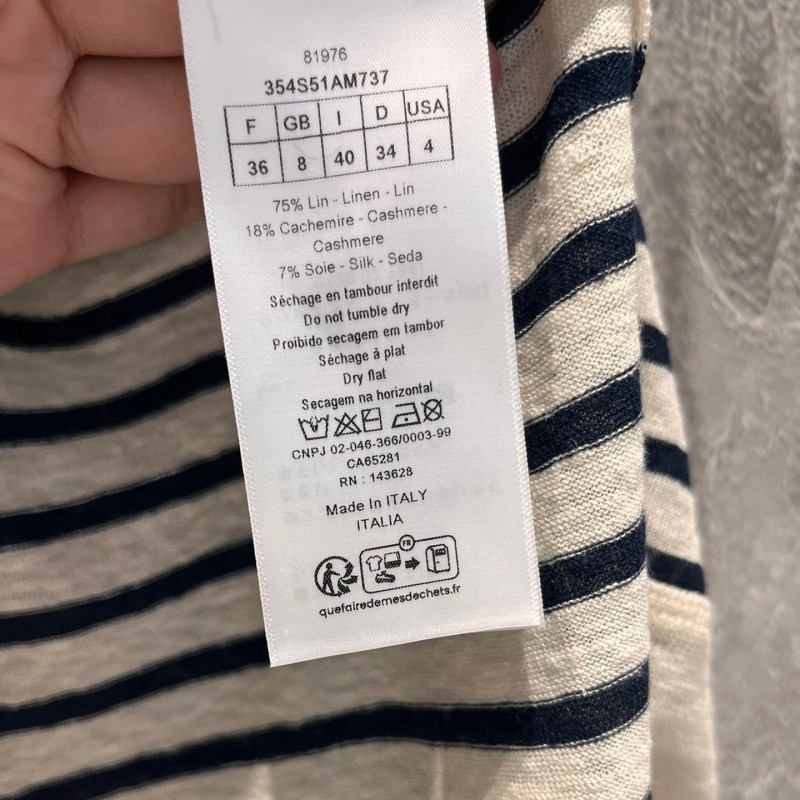 81976
354S51AM737
F GB I D USA
36 8 40 34 4
75% Lin - Linen - Lin
18% Cachemire - Cashmere -
Cashmere
7% Soie - Silk - Seda
Séchage en tambour interdit
Do not tumble dry
Proibido secagem em tambor
Séchage à plat
Dry flat
Secagem na horizontal
CNPJ 02-046-366/0003-99
CA65281
RN : 143628
Made In ITALY
ITALIA
FR
quefairedemesdechets.fr